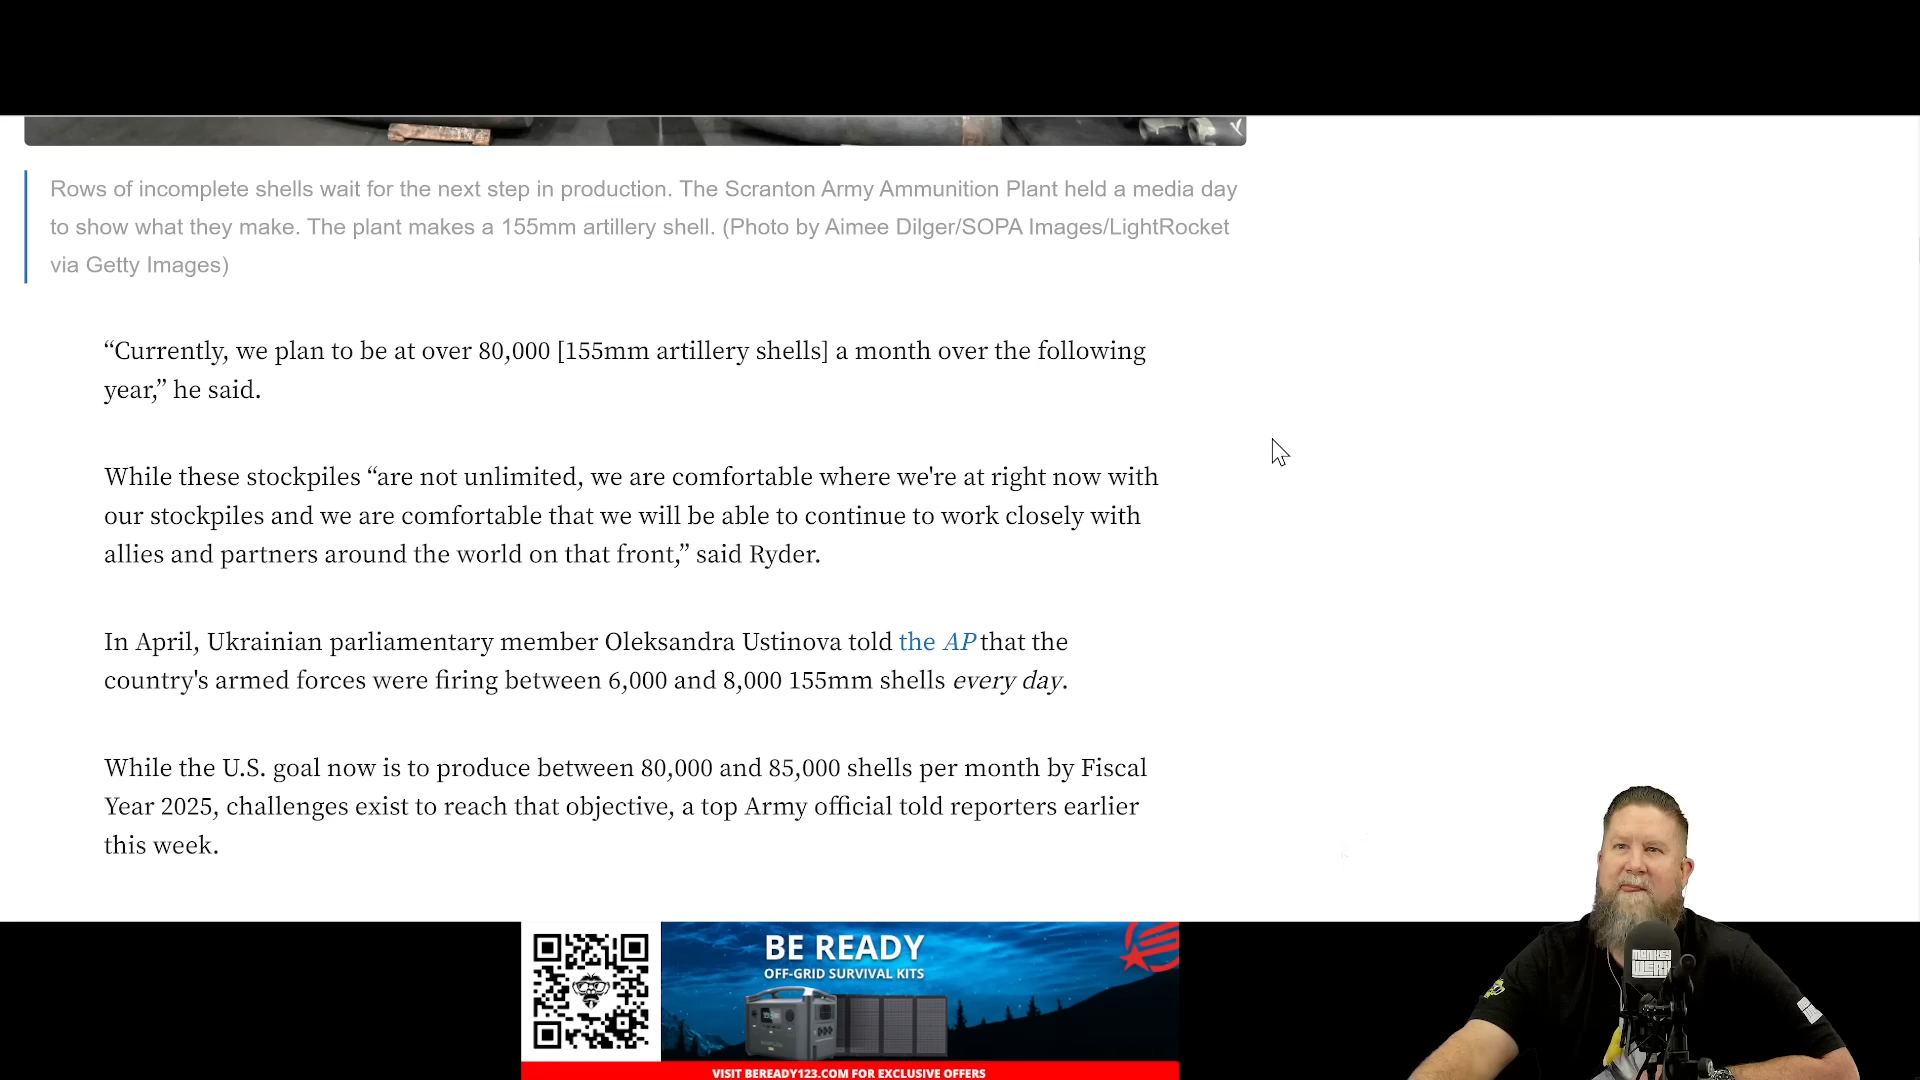 Rows of incomplete shells wait for the next step in production. The Scranton Army Ammunition Plant held a media day
to show what they make. The plant makes a 155mm artillery shell. (Photo by Aimee Dilger/SOPA Images/LightRocket
via Getty Images)
“Currently, we plan to be at over 80,000 [155mm artillery shells] a month over the following
year,” he said.
While these stockpiles “are not unlimited, we are comfortable where we're at right now with
our stockpiles and we are comfortable that we will be able to continue to work closely with
allies and partners around the world on that front,” said Ryder.
In April, Ukrainian parliamentary member Oleksandra Ustinova told the AP that the
country's armed forces were firing between 6,000 and 8,000 155mm shells every day.
While the U.S. goal now is to produce between 80,000 and 85,000 shells per month by Fiscal
Year 2025, challenges exist to reach that objective, a top Army official told reporters earlier
this week.
BE READY
OFF-GRID SURVIVAL KITS
VISIT BEREADY123.COM FOR EXCLUSIVE OFFERS
MONKEY
WERX